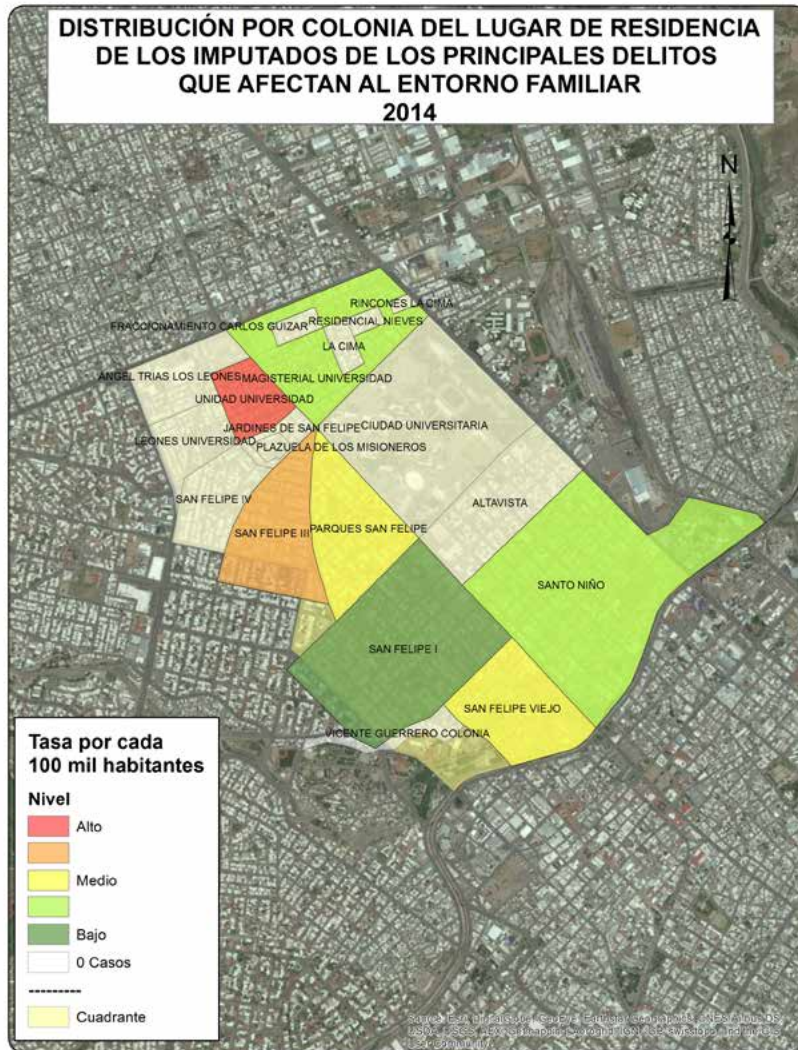 DISTRIBUCIÓN POR COLONIA DEL LUGAR DE RESIDENCIA
DE LOS IMPUTADOS DE LOS PRINCIPALES DELITOS
QUE AFECTAN AL ENTORNO FAMILIAR
2014
N
RINCONES LA CIMA
FRACCIONAMIENTO CARLOS GUIZAR
RESIDENCIAL NIEVES
LA CIMA
ANGEL TRIAS LOS LEONES
MAGISTERIAL UNIVERSIDAD
UNIDAD UNIVERSIDAD
JARDINES DE SAN FELIPE
CIUDAD UNIVERSITARIA
LEONES UNIVERSIDAD
PLAZUELA DE LOS MISIONEROS
SAN FELIPE IV
ALTAVISTA
SAN FELIPE III
PARQUES SAN FELIPE
SANTO NIÑO
SAN FELIPE I
SAN FELIPE VIEJO
VICENTE GUERRERO COLONIA
Tasa por cada
100 mil habitantes
Nivel
Alto
Medio
Bajo
0 Casos
Cuadrante